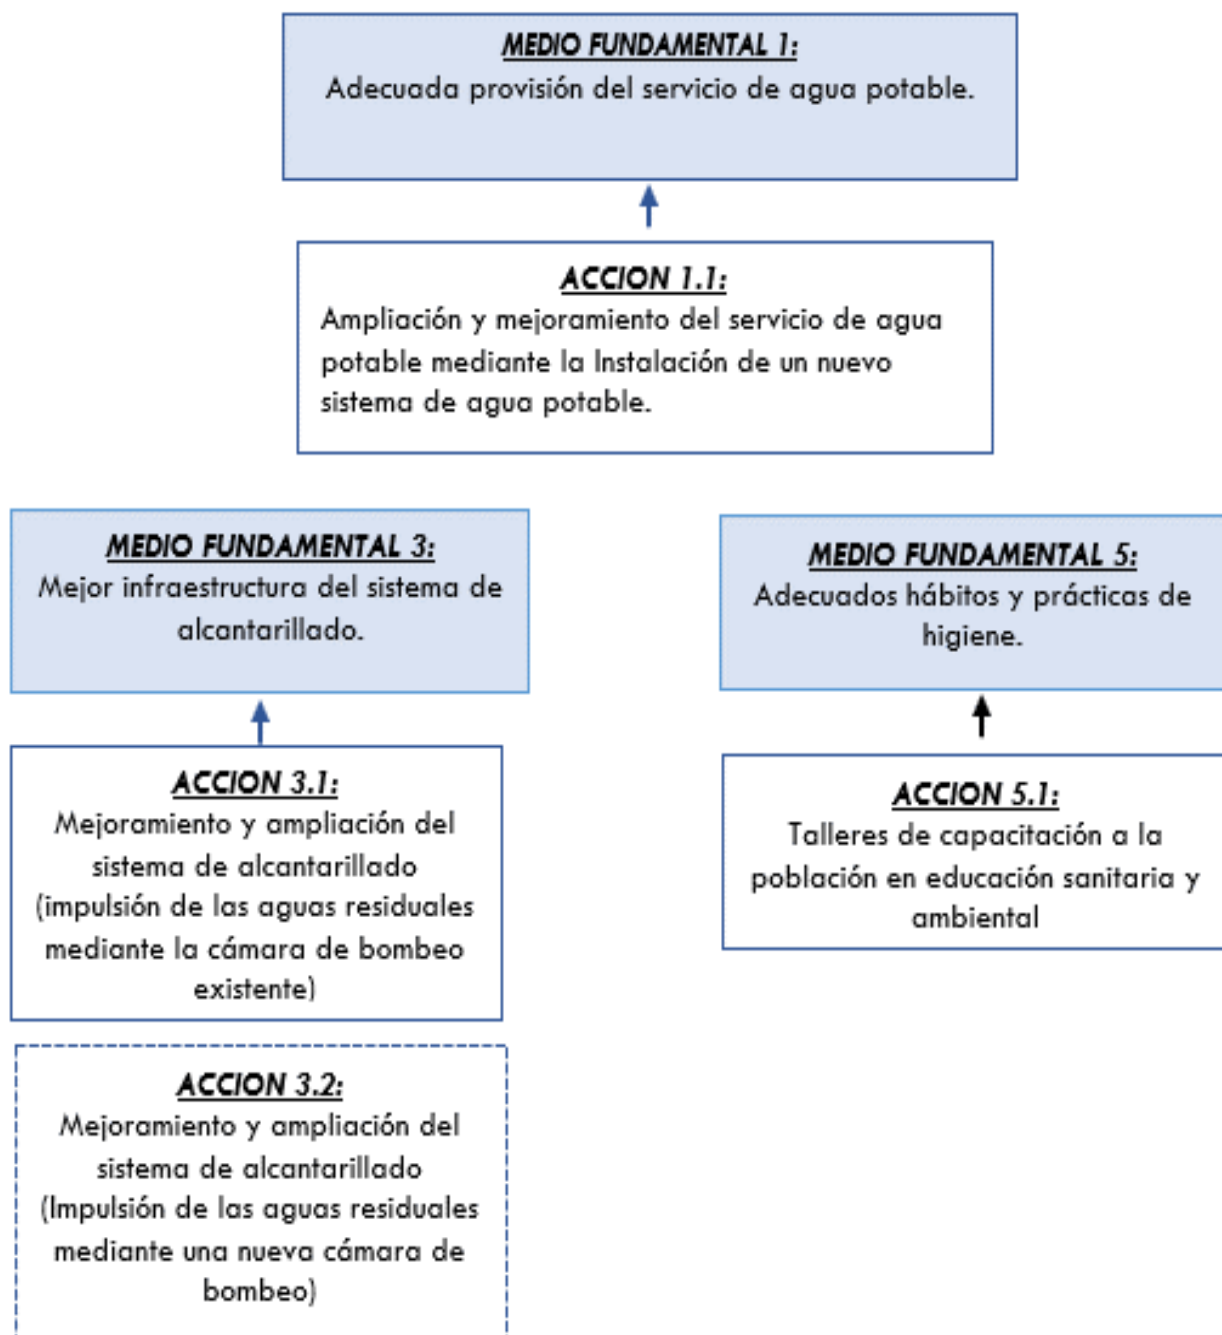 MEDIO FUNDAMENTAL 1:
Adecuada provisión del servicio de agua potable.
ACCION 1.1:
Ampliación y mejoramiento del servicio de agua
potable mediante la Instalación de un nuevo
sistema de agua potable.
MEDIO FUNDAMENTAL 3:
Mejor infraestructura del sistema de
alcantarillado.
ACCION 3.1:
Mejoramiento y ampliación del
sistema de alcantarillado
(impulsión de las aguas residuales
mediante la cámara de bombeo
existente)
ACCION 3.2:
Mejoramiento y ampliación del
sistema de alcantarillado
(Impulsión de las aguas residuales
mediante una nueva cámara de
bombeo)
MEDIO FUNDAMENTAL 5:
Adecuados hábitos y prácticas de
higiene.
ACCION 5.1:
Talleres de capacitación a la
población en educación sanitaria y
ambiental